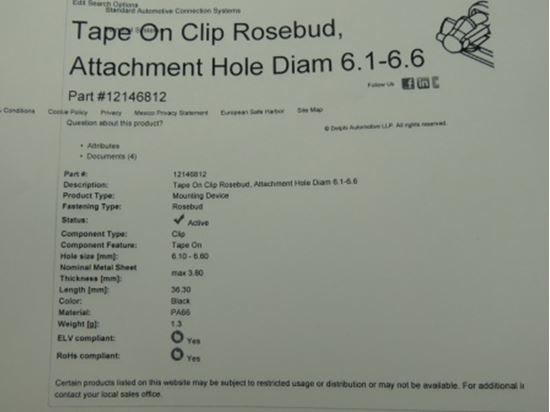 Edit Search Options
Standard Automotive Connection Systems
Tape On Clip Rosebud,
Attachment Hole Diam 6.1-6.6
Follow Us
Part #12146812
Conditions Cookie Policy Privacy Mexico Privacy Statement European Safe Harbor Site Map
Question about this product?
© Delphi Automotive LLP. All rights reserved.
• Attributes
• Documents (4)
Part #: 12146812
Description: Tape On Clip Rosebud, Attachment Hole Diam 6.1-6.6
Product Type: Mounting Device
Fastening Type: Rosebud
Status: Active
Component Type: Clip
Component Feature: Tape On
Hole size [mm]: 6.10 - 6.60
Nominal Metal Sheet
Thickness [mm]: max 3.80
Length [mm]: 36.30
Color: Black
Material: PA66
Weight [g]: 1.3
ELV compliant: Yes
RoHs compliant: Yes
Certain products listed on this website may be subject to restricted usage or distribution or may not be available. For additional
contact your local sales office.